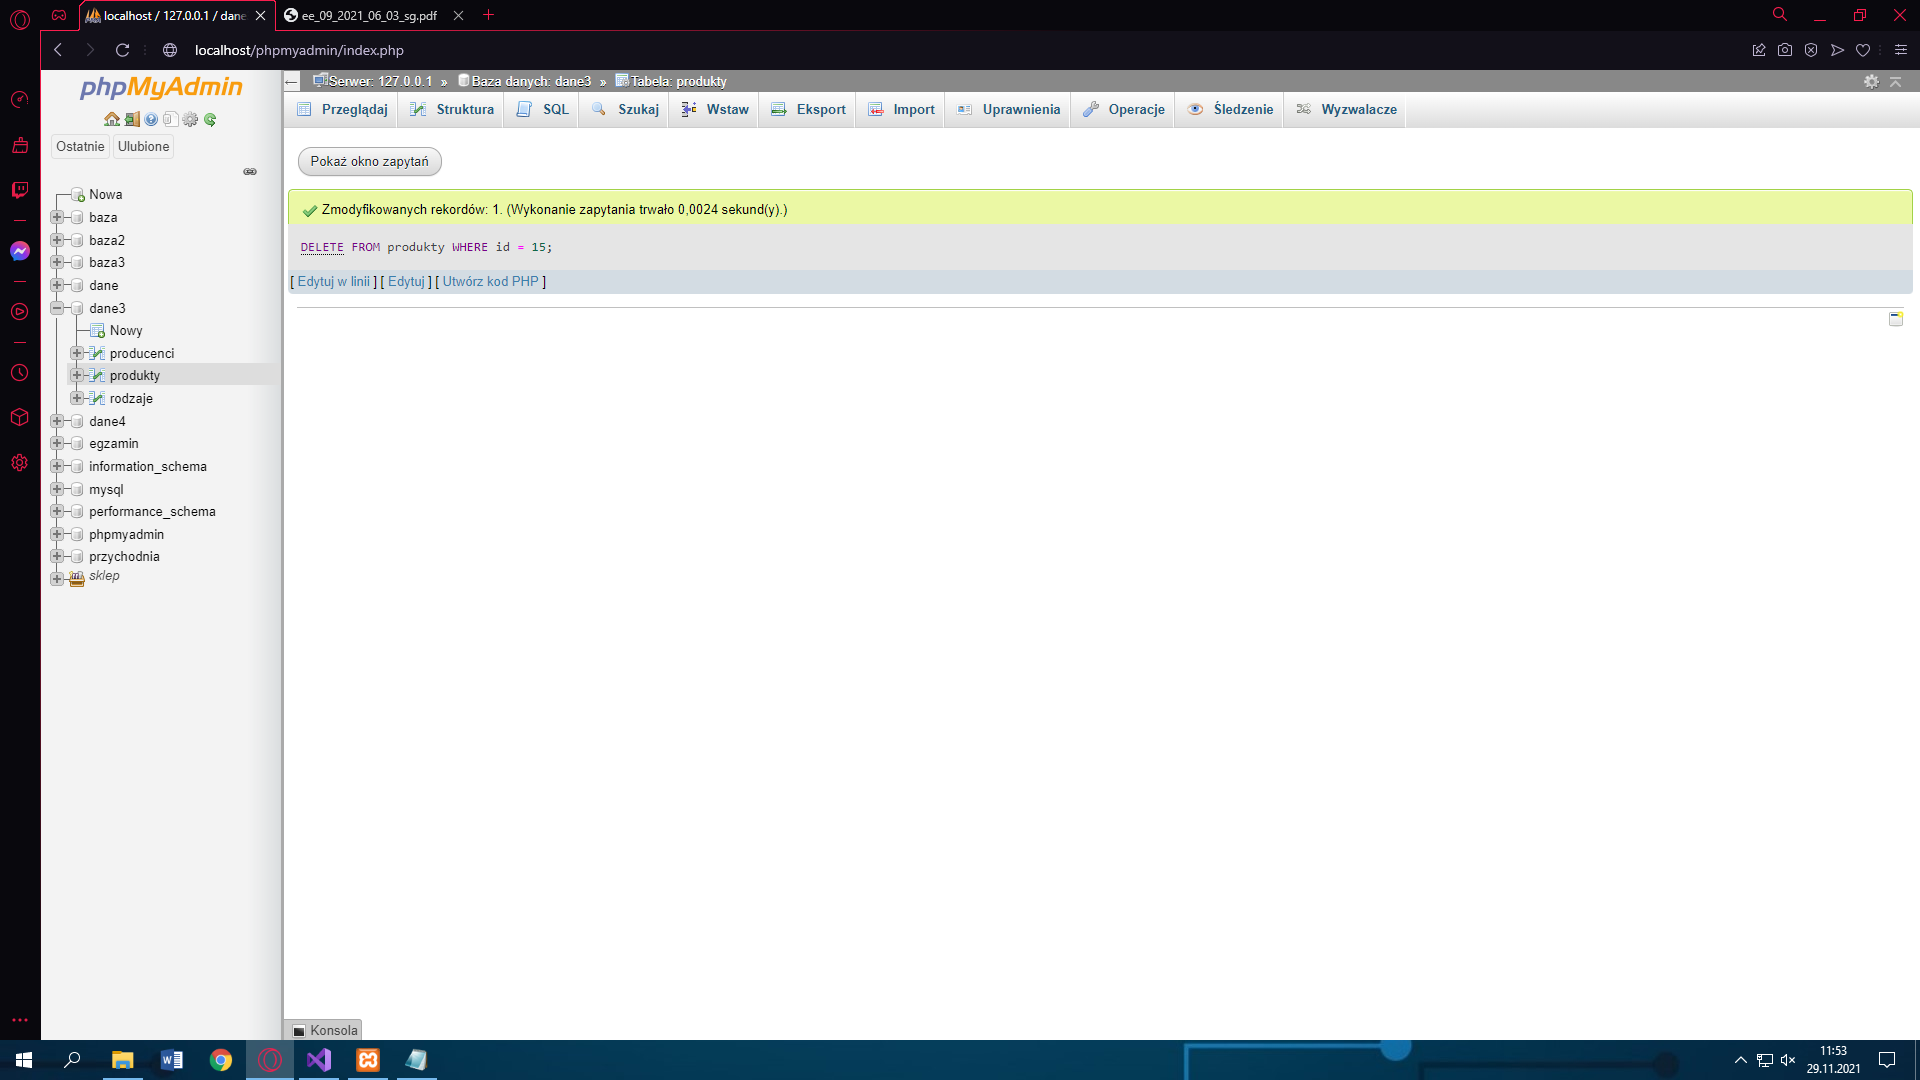 localhost / 127.0.0.1 / dane
ee_09_2021_06_03_sg.pdf
localhost/phpmyadmin/index.php
phpMyAdmin
Ostatnie
Ulubione
Nowa
baza
baza2
baza3
dane
dane3
Nowy
producenci
produkty
rodzaje
dane4
egzamin
information_schema
mysql
performance_schema
phpmyadmin
przychodnia
sklep
Serwer: 127.0.0.1 » Baza danych: dane3 » Tabela: produkty
Przeglądaj Struktura SQL Szukaj Wstaw Eksport Import Uprawnienia Operacje Śledzenie Wyzwalacze
Pokaż okno zapytań
Zmodyfikowanych rekordów: 1. (Wykonanie zapytania trwało 0,0024 sekund(y).)
DELETE FROM produkty WHERE id = 15;
[ Edytuj w linii ] [ Edytuj ] [ Utwórz kod PHP ]
Konsola
11:53
29.11.2021